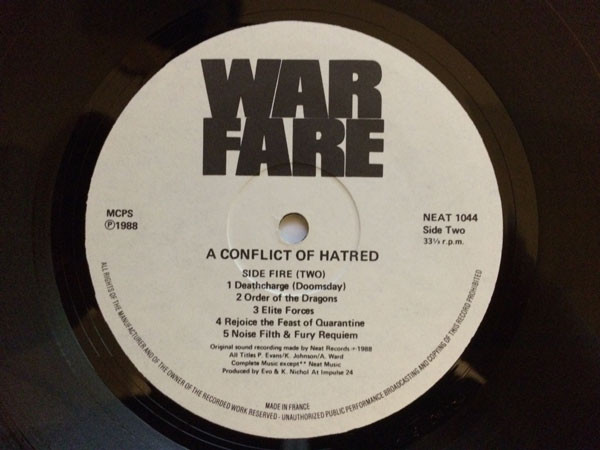 WAR
FARE
MCPS
℗1988
NEAT 1044
Side Two
33⅓ r.p.m.
A CONFLICT OF HATRED
SIDE FIRE (TWO)
1 Deathcharge (Doomsday)
2 Order of the Dragons
3 Elite Forces
4 Rejoice the Feast of Quarantine
5 Noise Filth & Fury Requiem
Original sound recording made by Neat Records ℗ 1988
All Titles P. Evans/K. Johnson/A. Ward
Complete Music except** Neat Music
Produced by Evo & K. Nichol At Impulse 24
MADE IN FRANCE
ALL RIGHTS OF THE MANUFACTURER AND OF THE OWNER OF THE RECORDED WORK RESERVED - UNAUTHORIZED PUBLIC PERFORMANCE BROADCASTING AND COPYING OF THIS RECORD PROHIBITED